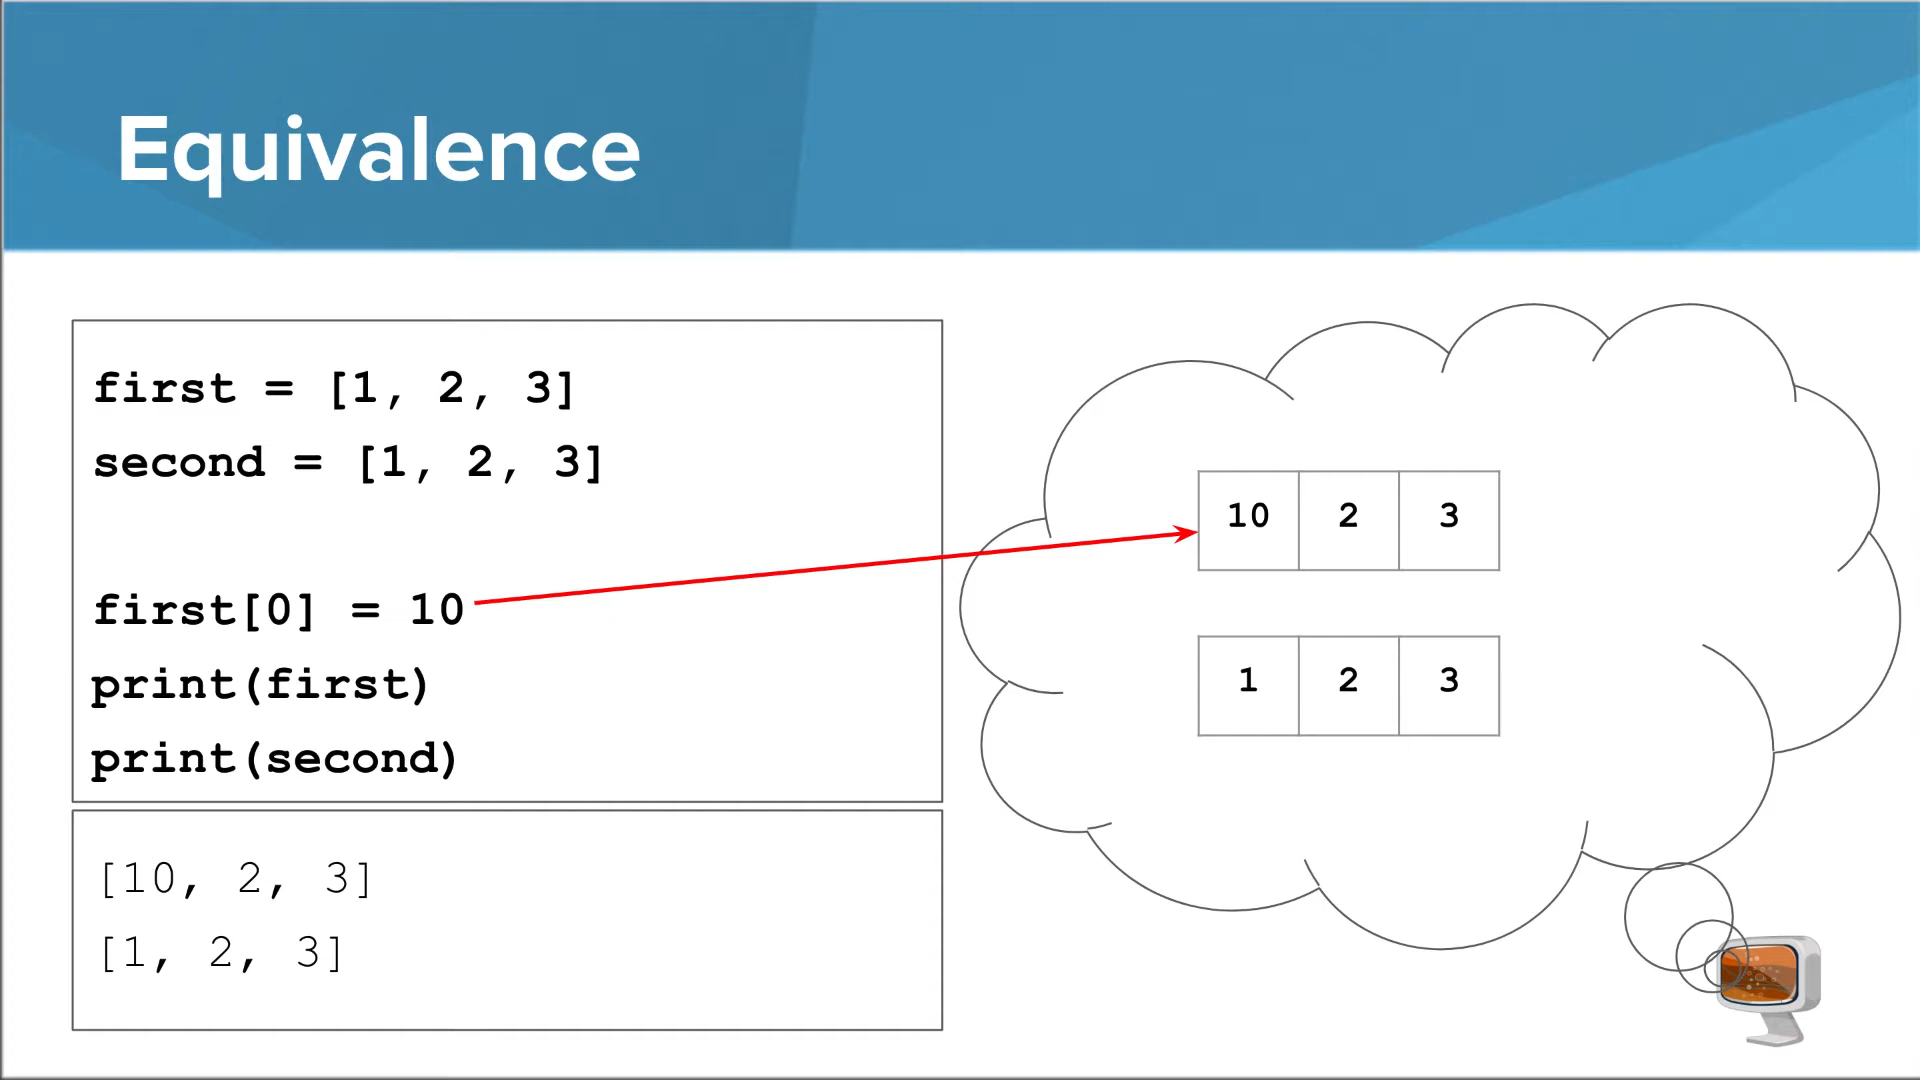 Equivalence
first = [1, 2, 3]
second = [1, 2, 3]
first[0] = 10
print(first)
print(second)
[10, 2, 3]
[1, 2, 3]
10 2 3
1 2 3